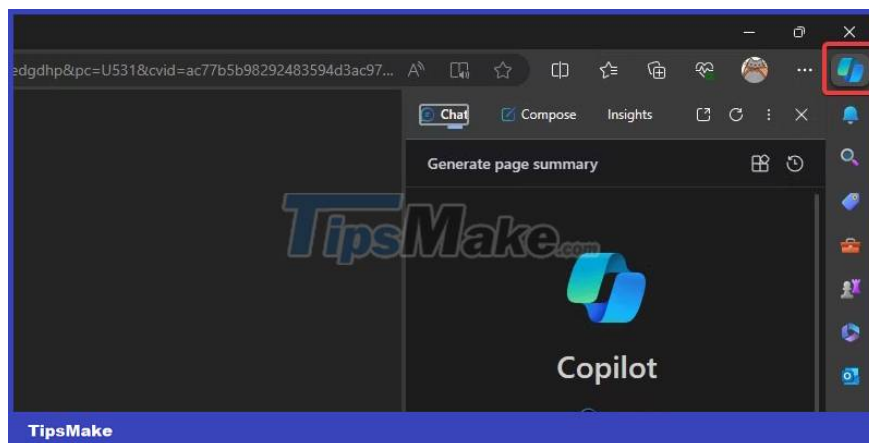 edgdhp&pc=U531&cvid=ac77b5b98292483594d3ac97...
Chat Compose Insights
Generate page summary
TipsMake.com
Copilot
TipsMake